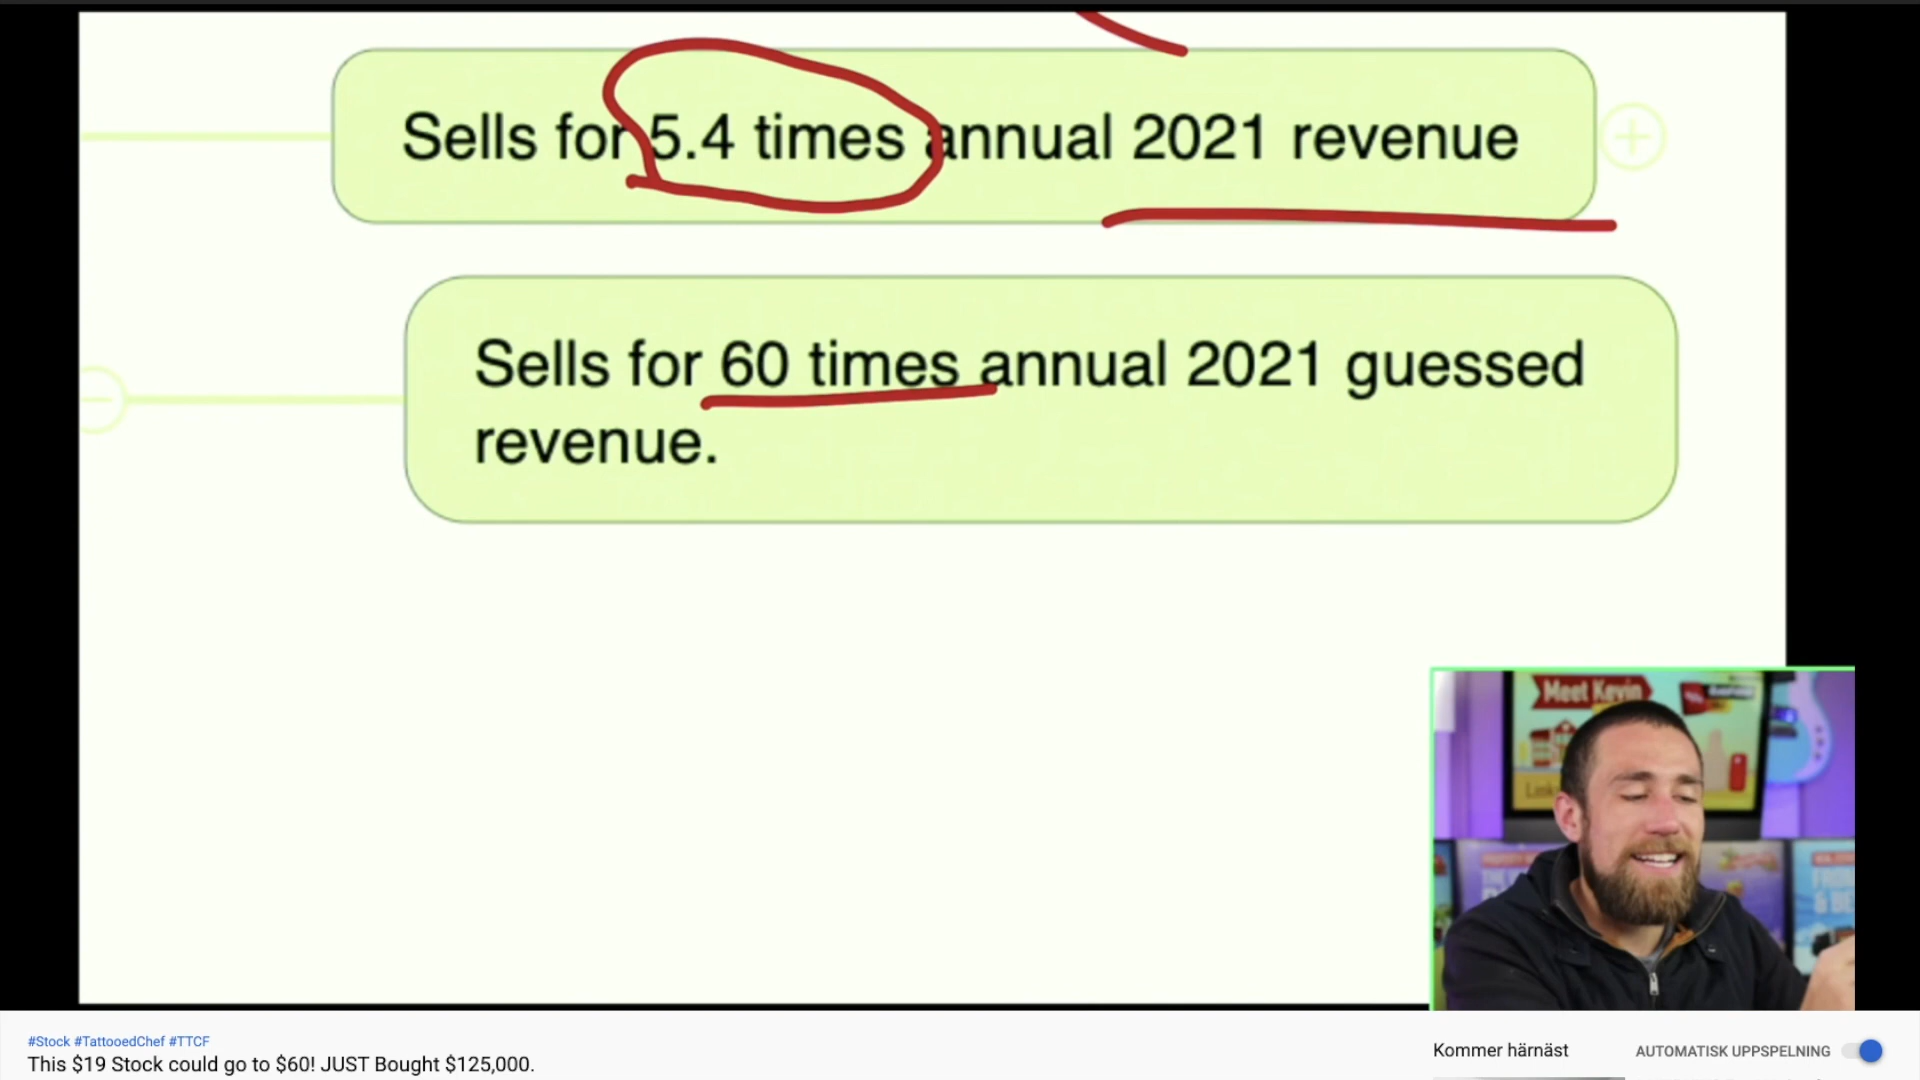 Sells for 5.4 times annual 2021 revenue
Sells for 60 times annual 2021 guessed
revenue.
Meet Kevin
#Stock #TattooedChef #TTCF
This $19 Stock could go to $60! JUST Bought $125,000.
Kommer härnäst
AUTOMATISK UPPSPELNING